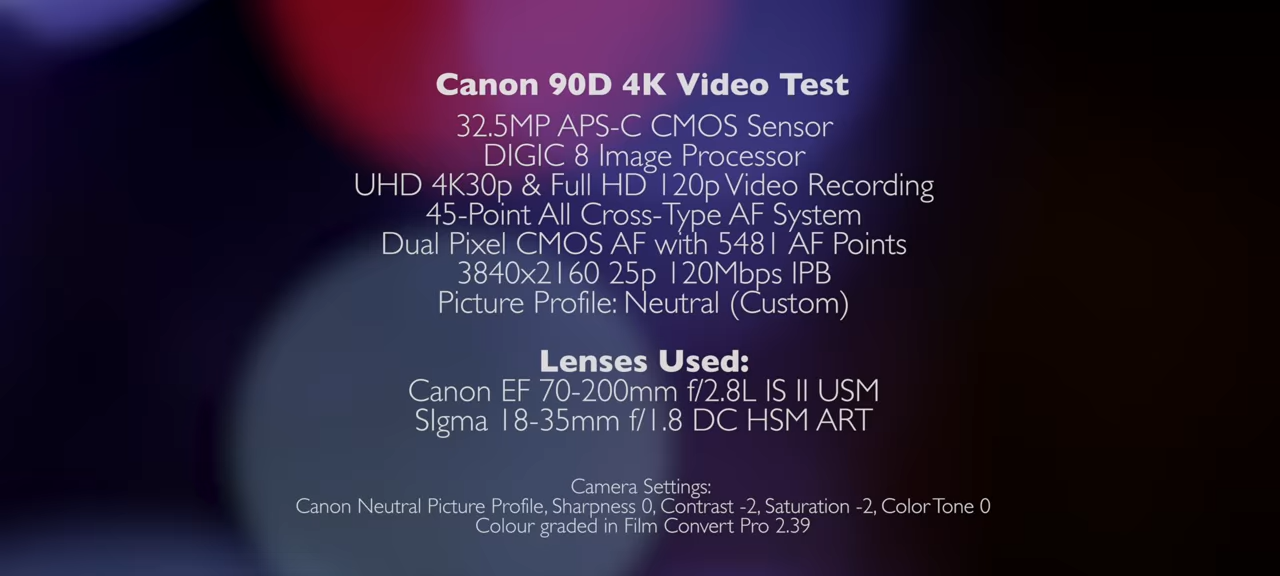 Canon 90D 4K Video Test
32.5MP APS-C CMOS Sensor
DIGIC 8 Image Processor
UHD 4K30p & Full HD 120p Video Recording
45-Point All Cross-Type AF System
Dual Pixel CMOS AF with 5481 AF Points
3840x2160 25p 120Mbps IPB
Picture Profile: Neutral (Custom)
Lenses Used:
Canon EF 70-200mm f/2.8L IS II USM
SIgma 18-35mm f/1.8 DC HSM ART
Camera Settings:
Canon Neutral Picture Profile, Sharpness 0, Contrast -2, Saturation -2, Color Tone 0
Colour graded in Film Convert Pro 2.39